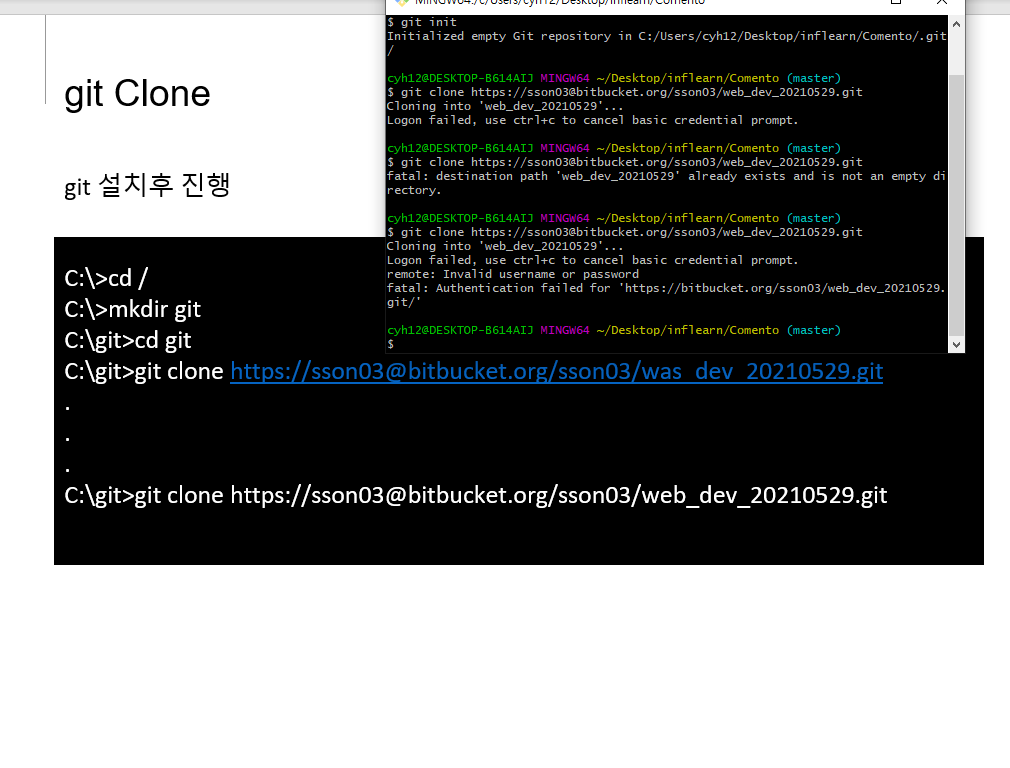 MINGW64:/c/Users/cyh12/Desktop/inflearn/Comento
$ git init
Initialized empty Git repository in C:/Users/cyh12/Desktop/inflearn/Comento/.git
/
cyh12@DESKTOP-B614AIJ MINGW64 ~/Desktop/inflearn/Comento (master)
$ git clone https://sson03@bitbucket.org/sson03/web_dev_20210529.git
Cloning into 'web_dev_20210529'...
Logon failed, use ctrl+c to cancel basic credential prompt.
cyh12@DESKTOP-B614AIJ MINGW64 ~/Desktop/inflearn/Comento (master)
$ git clone https://sson03@bitbucket.org/sson03/web_dev_20210529.git
fatal: destination path 'web_dev_20210529' already exists and is not an empty di
rectory.
cyh12@DESKTOP-B614AIJ MINGW64 ~/Desktop/inflearn/Comento (master)
$ git clone https://sson03@bitbucket.org/sson03/web_dev_20210529.git
Cloning into 'web_dev_20210529'...
Logon failed, use ctrl+c to cancel basic credential prompt.
remote: Invalid username or password
fatal: Authentication failed for 'https://bitbucket.org/sson03/web_dev_20210529.
git/'
cyh12@DESKTOP-B614AIJ MINGW64 ~/Desktop/inflearn/Comento (master)
$
git Clone
git 설치후 진행
C:\>cd /
C:\>mkdir git
C:\git>cd git
C:\git>git clone https://sson03@bitbucket.org/sson03/was_dev_20210529.git
.
.
.
C:\git>git clone https://sson03@bitbucket.org/sson03/web_dev_20210529.git